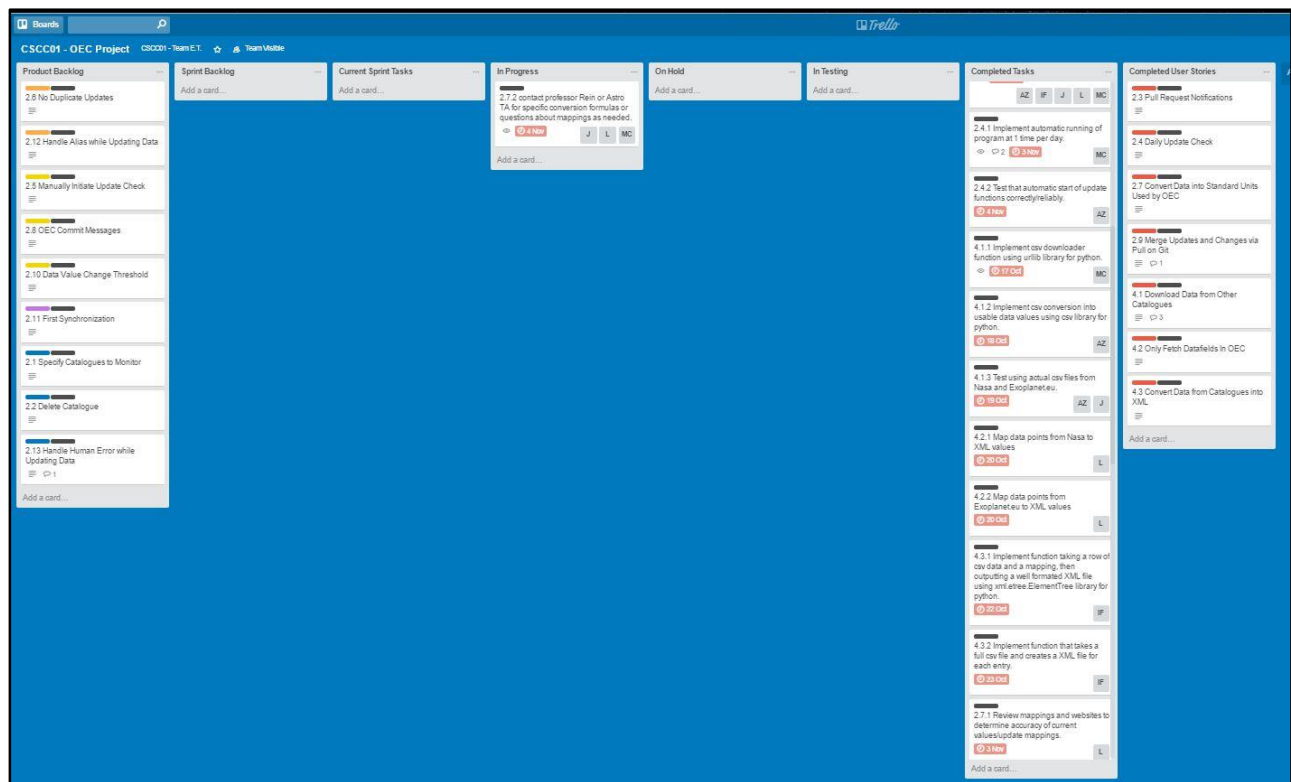 Boards
Trello
CSCC01 - OEC Project
CSCC01 - Team E.T.
Team Visible
Product Backlog
2.6 No Duplicate Updates
2.12 Handle Alias while Updating Data
2.5 Manually Initiate Update Check
2.8 OEC Commit Messages
2.10 Data Value Change Threshold
2.11 First Synchronization
2.1 Specify Catalogues to Monitor
2.2 Delete Catalogue
2.13 Handle Human Error while
Updating Data
1
Add a card...
Sprint Backlog
Add a card...
Current Sprint Tasks
Add a card...
In Progress
2.7.2 contact professor Rein or Astro
TA for specific conversion formulas or
questions about mappings as needed.
4 Nov
J L MC
Add a card...
On Hold
Add a card...
In Testing
Add a card...
Completed Tasks
AZ IF J L MC
2.4.1 Implement automatic running of
program at 1 time per day.
2 3 Nov
MC
2.4.2 Test that automatic start of update
functions correctly/reliably.
4 Nov
AZ
4.1.1 Implement csv downloader
function using urllib library for python.
17 Oct
MC
4.1.2 Implement csv conversion into
usable data values using csv library for
python.
18 Oct
AZ
4.1.3 Test using actual csv files from
Nasa and Exoplanet.eu.
19 Oct
AZ J
4.2.1 Map data points from Nasa to
XML values
20 Oct
L
4.2.2 Map data points from
Exoplanet.eu to XML values
20 Oct
L
4.3.1 Implement function taking a row of
csv data and a mapping, then
outputting a well formated XML file
using xml.etree.ElementTree library for
python.
22 Oct
IF
4.3.2 Implement function that takes a
full csv file and creates a XML file for
each entry.
23 Oct
IF
2.7.1 Review mappings and websites to
determine accuracy of current
values/update mappings.
3 Nov
L
Add a card...
Completed User Stories
2.3 Pull Request Notifications
2.4 Daily Update Check
2.7 Convert Data into Standard Units
Used by OEC
2.9 Merge Updates and Changes via
Pull on Git
1
4.1 Download Data from Other
Catalogues
3
4.2 Only Fetch Datafields In OEC
4.3 Convert Data from Catalogues into
XML
Add a card...